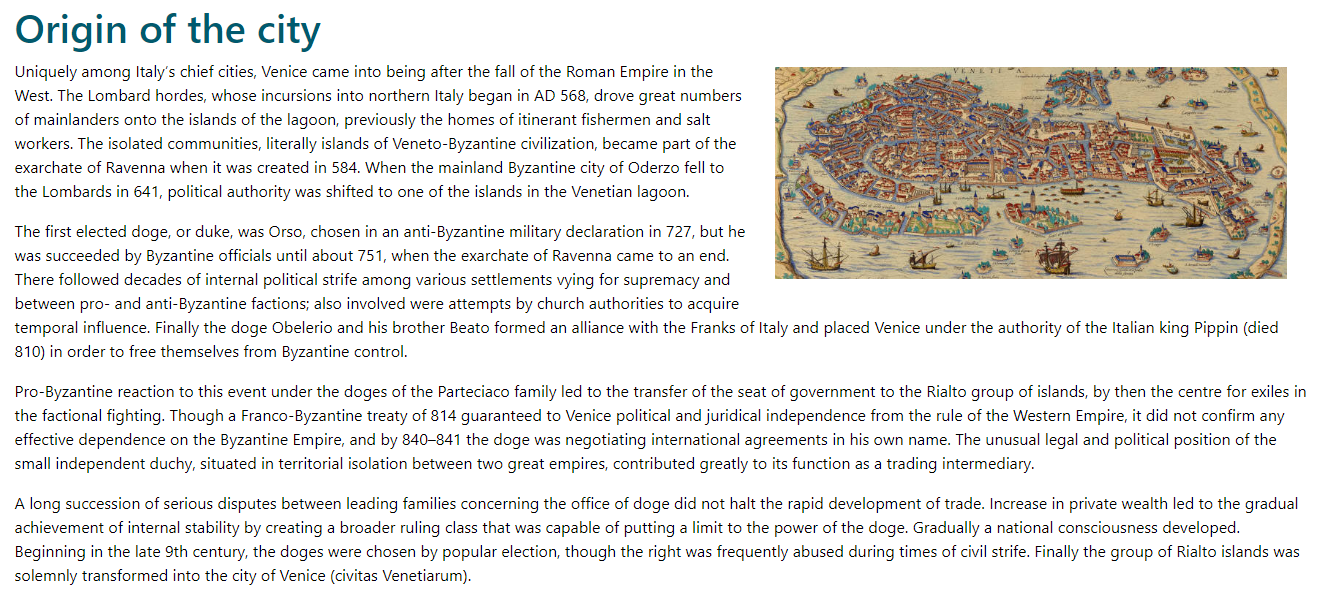 Origin of the city
Uniquely among Italy's chief cities, Venice came into being after the fall of the Roman Empire in the
West. The Lombard hordes, whose incursions into northern Italy began in AD 568, drove great numbers
of mainlanders onto the islands of the lagoon, previously the homes of itinerant fishermen and salt
workers. The isolated communities, literally islands of Veneto-Byzantine civilization, became part of the
exarchate of Ravenna when it was created in 584. When the mainland Byzantine city of Oderzo fell to
the Lombards in 641, political authority was shifted to one of the islands in the Venetian lagoon.
VENETIA.
The first elected doge, or duke, was Orso, chosen in an anti-Byzantine military declaration in 727, but he
was succeeded by Byzantine officials until about 751, when the exarchate of Ravenna came to an end.
There followed decades of internal political strife among various settlements vying for supremacy and
between pro- and anti-Byzantine factions; also involved were attempts by church authorities to acquire
temporal influence. Finally the doge Obelerio and his brother Beato formed an alliance with the Franks of Italy and placed Venice under the authority of the Italian king Pippin (died
810) in order to free themselves from Byzantine control.
Pro-Byzantine reaction to this event under the doges of the Parteciaco family led to the transfer of the seat of government to the Rialto group of islands, by then the centre for exiles in
the factional fighting. Though a Franco-Byzantine treaty of 814 guaranteed to Venice political and juridical independence from the rule of the Western Empire, it did not confirm any
effective dependence on the Byzantine Empire, and by 840–841 the doge was negotiating international agreements in his own name. The unusual legal and political position of the
small independent duchy, situated in territorial isolation between two great empires, contributed greatly to its function as a trading intermediary.
A long succession of serious disputes between leading families concerning the office of doge did not halt the rapid development of trade. Increase in private wealth led to the gradual
achievement of internal stability by creating a broader ruling class that was capable of putting a limit to the power of the doge. Gradually a national consciousness developed.
Beginning in the late 9th century, the doges were chosen by popular election, though the right was frequently abused during times of civil strife. Finally the group of Rialto islands was
solemnly transformed into the city of Venice (civitas Venetiarum).